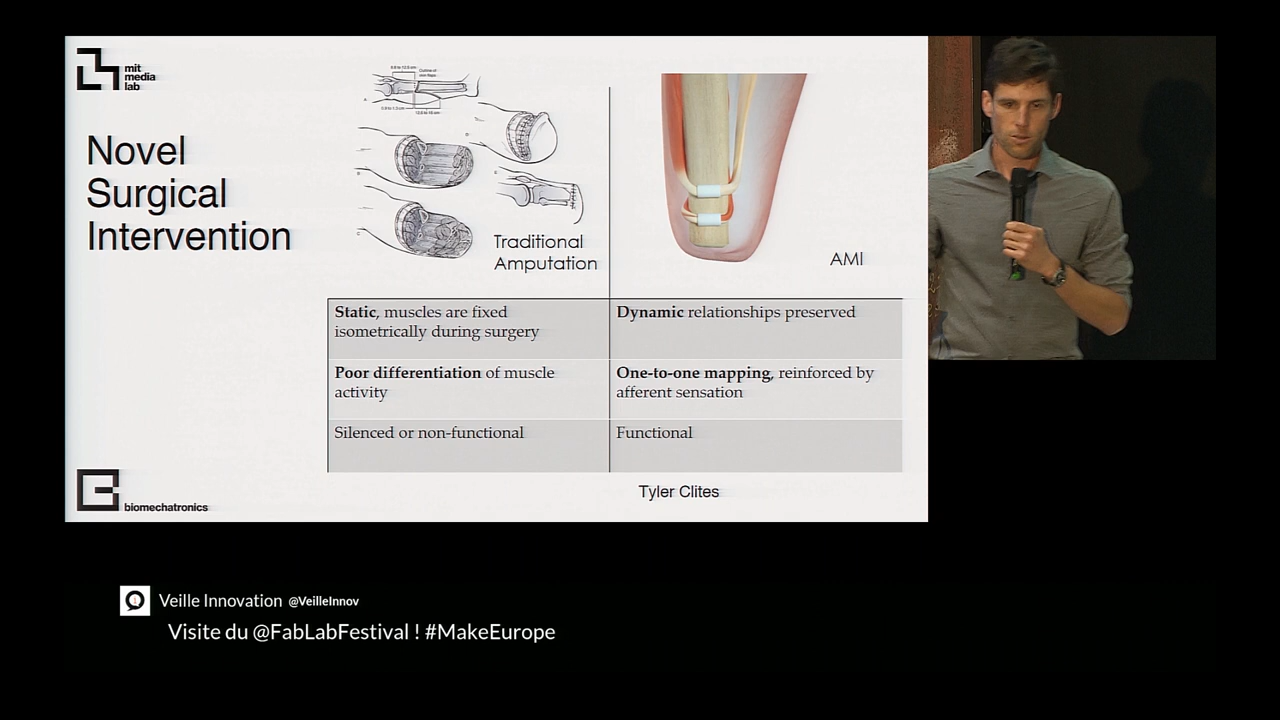 mit
media
lab
Novel
Surgical
Intervention
Traditional
Amputation
AMI
Static, muscles are fixed
isometrically during surgery
Dynamic relationships preserved
Poor differentiation of muscle
activity
One-to-one mapping, reinforced by
afferent sensation
Silenced or non-functional
Functional
Tyler Clites
biomechatronics
Veille Innovation @VeilleInnov
Visite du @FabLabFestival ! #MakeEurope